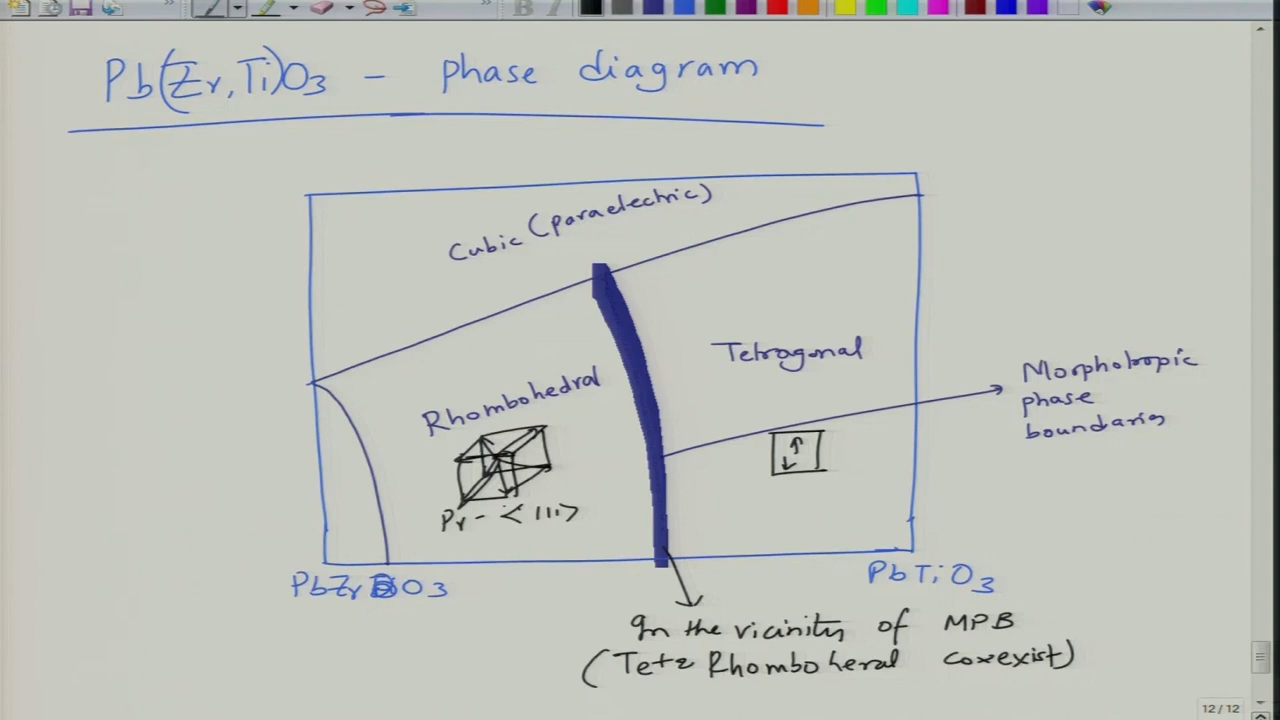 Pb(Zr,Ti)O3 - phase diagram
Cubic (paraelectric)
Tetragonal
Morphotropic
phase
boundaries
Rhombohedral
Pr - <111>
PbZrO3
PbTiO3
In the vicinity of MPB
(Tet & Rhomboheral coexist)
12/12